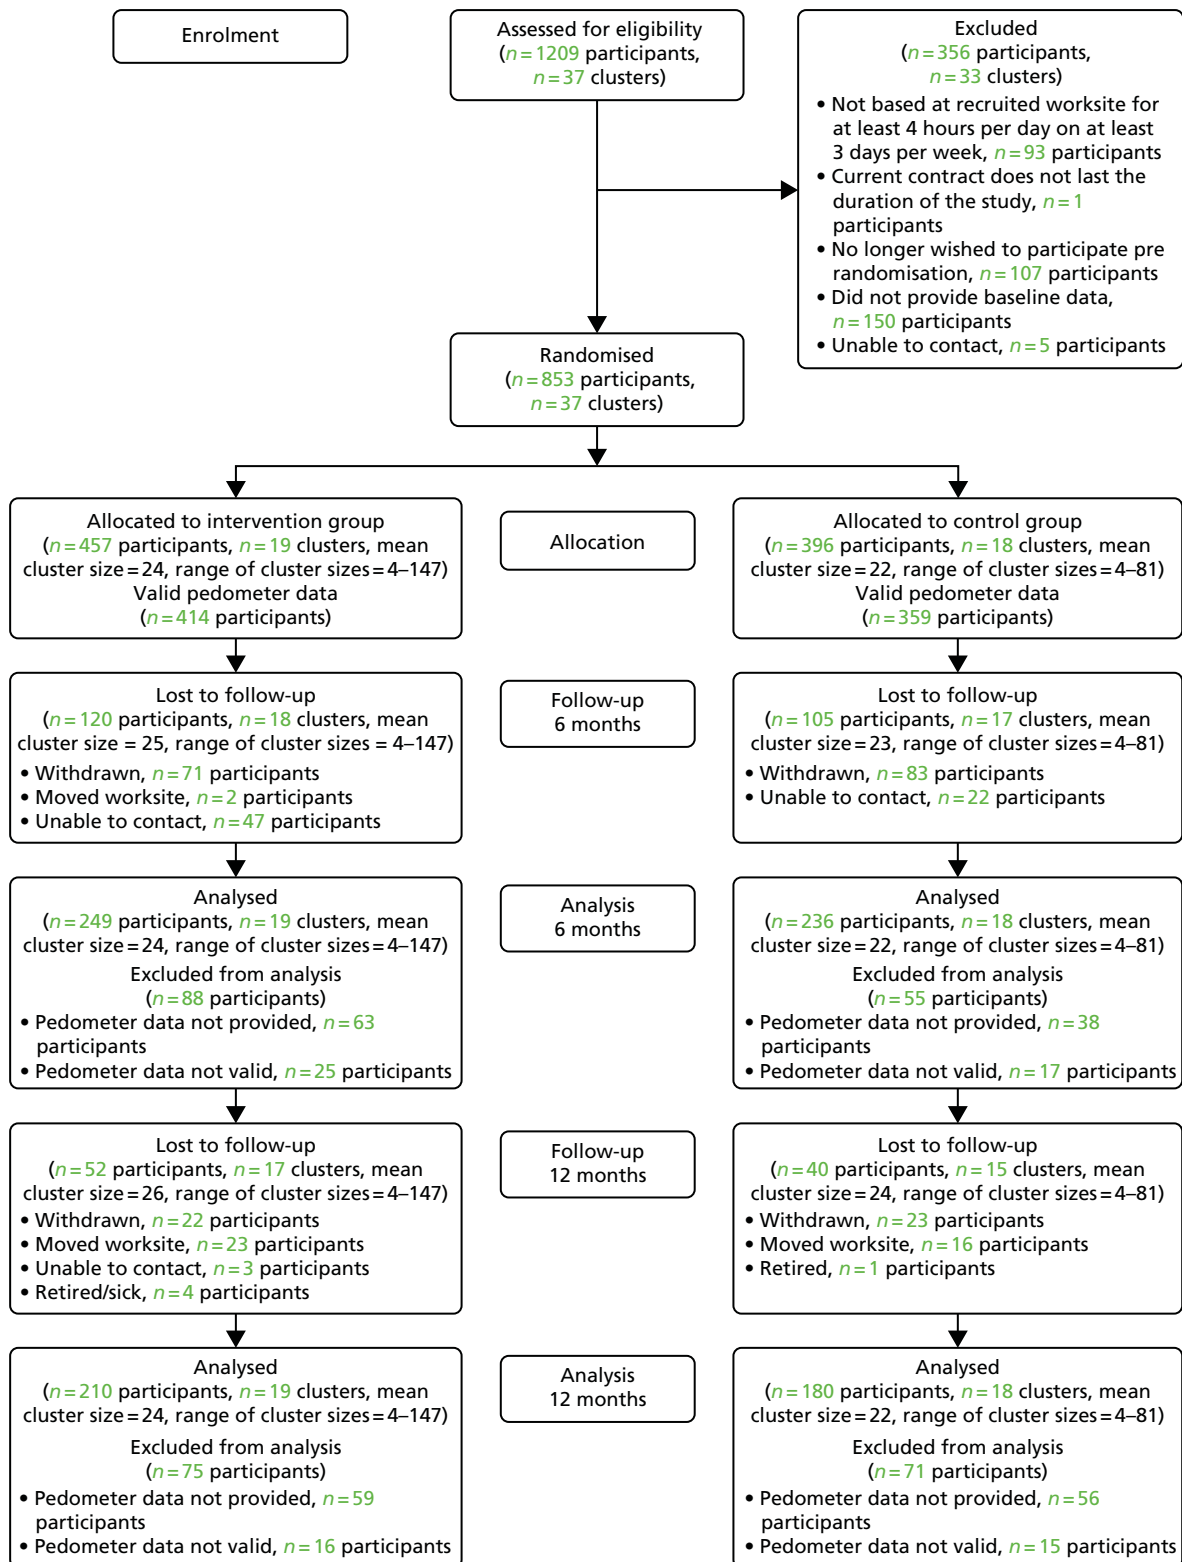 Enrolment
Assessed for eligibility
(n=1209 participants,
n=37 clusters)
Excluded
(n=356 participants,
n=33 clusters)
• Not based at recruited worksite for
at least 4 hours per day on at least
3 days per week, n=93 participants
• Current contract does not last the
duration of the study, n=1
participants
• No longer wished to participate pre
randomisation, n=107 participants
• Did not provide baseline data,
n=150 participants
• Unable to contact, n=5 participants
Randomised
(n=853 participants,
n=37 clusters)
Allocated to intervention group
(n=457 participants, n=19 clusters, mean
cluster size=24, range of cluster sizes=4–147)
Valid pedometer data
(n=414 participants)
Allocation
Allocated to control group
(n=396 participants, n=18 clusters, mean
cluster size=22, range of cluster sizes=4–81)
Valid pedometer data
(n=359 participants)
Lost to follow-up
(n=120 participants, n=18 clusters, mean
cluster size = 25, range of cluster sizes = 4–147)
• Withdrawn, n=71 participants
• Moved worksite, n=2 participants
• Unable to contact, n=47 participants
Follow-up
6 months
Lost to follow-up
(n=105 participants, n=17 clusters, mean
cluster size=23, range of cluster sizes=4–81)
• Withdrawn, n=83 participants
• Unable to contact, n=22 participants
Analysed
(n=249 participants, n=19 clusters, mean
cluster size=24, range of cluster sizes=4–147)
Excluded from analysis
(n=88 participants)
• Pedometer data not provided, n=63
participants
• Pedometer data not valid, n=25 participants
Analysis
6 months
Analysed
(n=236 participants, n=18 clusters, mean
cluster size=22, range of cluster sizes=4–81)
Excluded from analysis
(n=55 participants)
• Pedometer data not provided, n=38
participants
• Pedometer data not valid, n=17 participants
Lost to follow-up
(n=52 participants, n=17 clusters, mean
cluster size=26, range of cluster sizes=4–147)
• Withdrawn, n=22 participants
• Moved worksite, n=23 participants
• Unable to contact, n=3 participants
• Retired/sick, n=4 participants
Follow-up
12 months
Lost to follow-up
(n=40 participants, n=15 clusters, mean
cluster size=24, range of cluster sizes=4–81)
• Withdrawn, n=23 participants
• Moved worksite, n=16 participants
• Retired, n=1 participants
Analysed
(n=210 participants, n=19 clusters, mean
cluster size=24, range of cluster sizes=4–147)
Excluded from analysis
(n=75 participants)
• Pedometer data not provided, n=59
participants
• Pedometer data not valid, n=16 participants
Analysis
12 months
Analysed
(n=180 participants, n=18 clusters, mean
cluster size=22, range of cluster sizes=4–81)
Excluded from analysis
(n=71 participants)
• Pedometer data not provided, n=56
participants
• Pedometer data not valid, n=15 participants